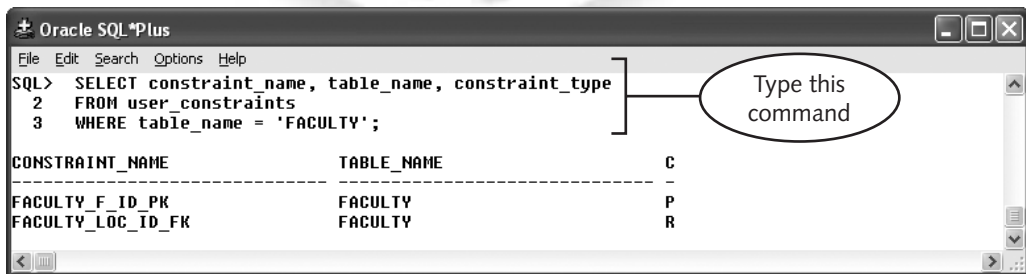 Oracle SQL*Plus
File Edit Search Options Help
SQL> SELECT constraint_name, table_name, constraint_type
2 FROM user_constraints
3 WHERE table_name = 'FACULTY';
Type this
command
CONSTRAINT_NAME TABLE_NAME C
------------------------------ ------------------------------ -
FACULTY_F_ID_PK FACULTY P
FACULTY_LOC_ID_FK FACULTY R